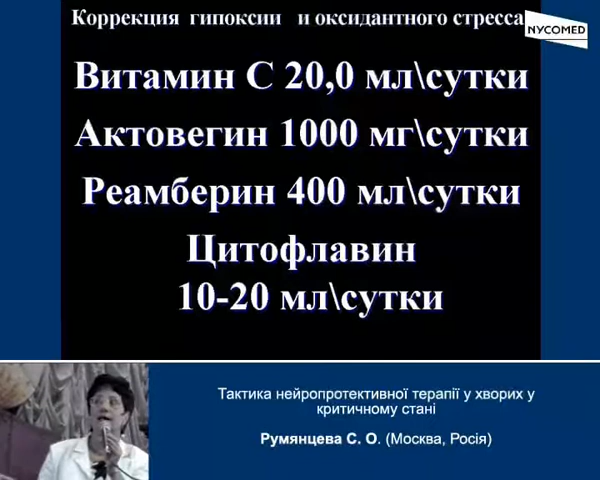 Коррекция гипоксии и оксидантного стресса
NYCOMED
Витамин С 20,0 мл\сутки
Актовегин 1000 мг\сутки
Реамберин 400 мл\сутки
Цитофлавин
10-20 мл\сутки
Тактика нейропротективної терапії у хворих у
критичному стані
Румянцева С. О. (Москва, Росія)